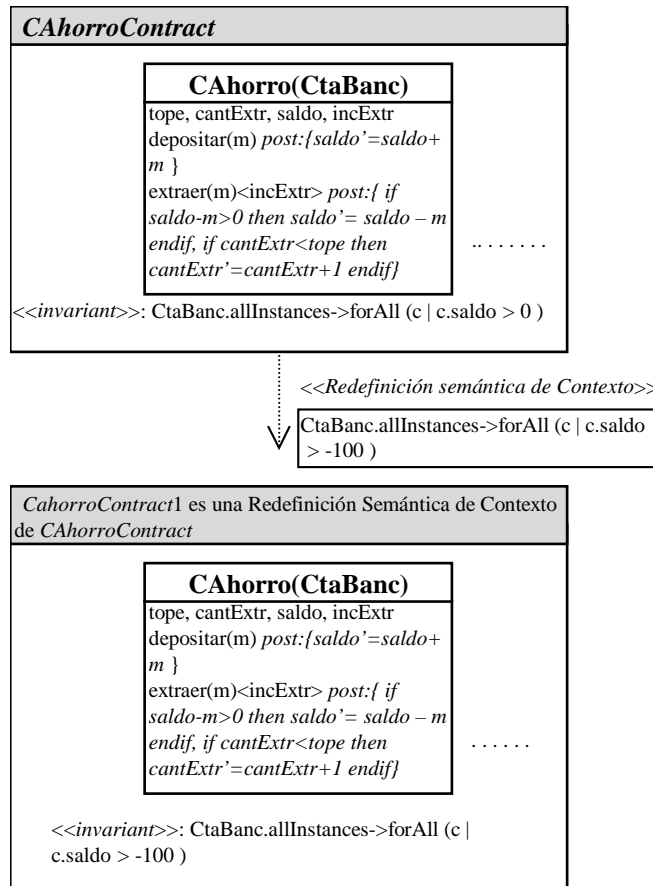 CAhorroContract
CAhorro(CtaBanc)
tope, cantExtr, saldo, incExtr
depositar(m) post:{saldo’=saldo+
m }
extraer(m)<incExtr> post:{ if
saldo-m>0 then saldo’= saldo – m
endif, if cantExtr<tope then
cantExtr’=cantExtr+1 endif}
.. . . . . . .
<<invariant>>: CtaBanc.allInstances->forAll (c | c.saldo > 0 )
<<Redefinición semántica de Contexto>>
CtaBanc.allInstances->forAll (c | c.saldo
> -100 )
CahorroContract1 es una Redefinición Semántica de Contexto
de CAhorroContract
CAhorro(CtaBanc)
tope, cantExtr, saldo, incExtr
depositar(m) post:{saldo’=saldo+
m }
extraer(m)<incExtr> post:{ if
saldo-m>0 then saldo’= saldo – m
endif, if cantExtr<tope then
cantExtr’=cantExtr+1 endif}
. . . . . .
<<invariant>>: CtaBanc.allInstances->forAll (c |
c.saldo > -100 )